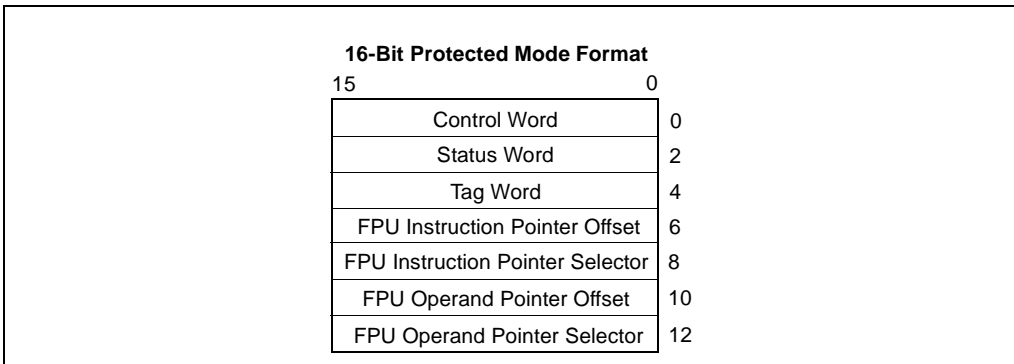 16-Bit Protected Mode Format
15 0
Control Word 0
Status Word 2
Tag Word 4
FPU Instruction Pointer Offset 6
FPU Instruction Pointer Selector 8
FPU Operand Pointer Offset 10
FPU Operand Pointer Selector 12